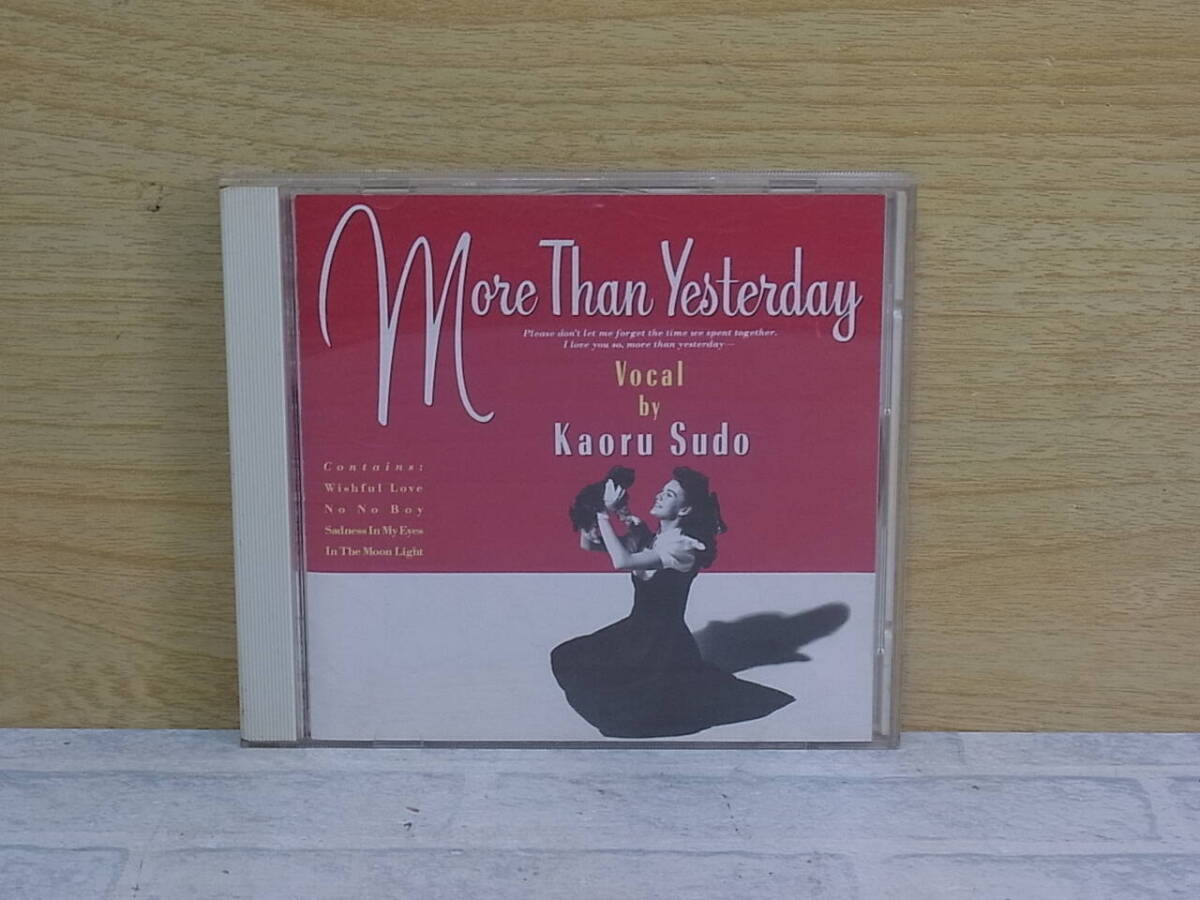 More Than Yesterday
Please don't let me forget the time we spent together.
I love you so, more than yesterday—
Vocal
by
Kaoru Sudo
Contains:
Wishful Love
No No Boy
Sadness In My Eyes
In The Moon Light